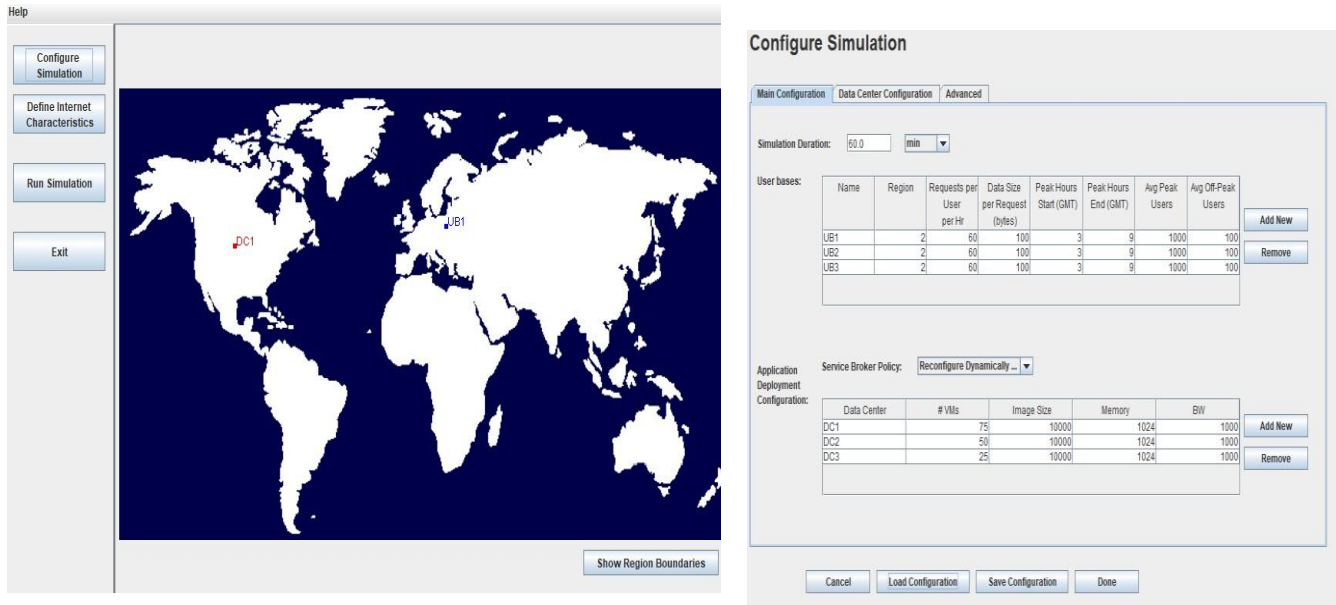 Help
Configure
Simulation
Define Internet
Characteristics
Run Simulation
Exit
DC1
UB1
Show Region Boundaries
Configure Simulation
Main Configuration Data Center Configuration Advanced
Simulation Duration: 60.0 min
User bases:
Name Region Requests per User per Hr Data Size per Request (bytes) Peak Hours Start (GMT) Peak Hours End (GMT) Avg Peak Users Avg Off-Peak Users
UB1 2 60 100 3 9 1000 100
UB2 2 60 100 3 9 1000 100
UB3 2 60 100 3 9 1000 100
Add New
Remove
Application
Deployment
Configuration:
Service Broker Policy: Reconfigure Dynamically ...
Data Center # VMs Image Size Memory BW
DC1 75 10000 1024 1000
DC2 50 10000 1024 1000
DC3 25 10000 1024 1000
Add New
Remove
Cancel Load Configuration Save Configuration Done